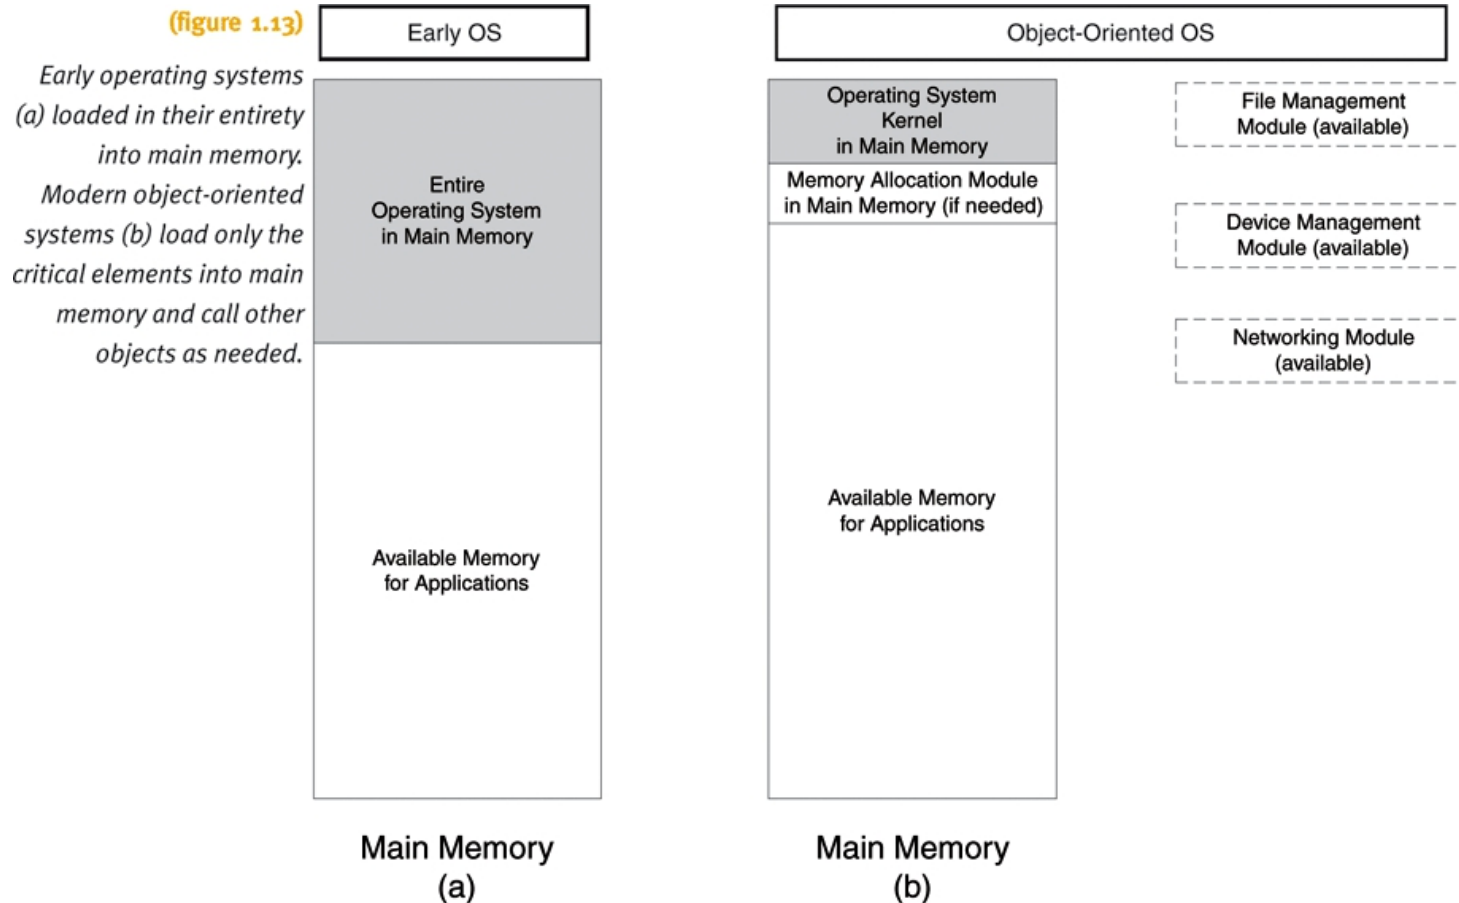 (figure 1.13)
Early operating systems
(a) loaded in their entirety
into main memory.
Modern object-oriented
systems (b) load only the
critical elements into main
memory and call other
objects as needed.
Early OS
Entire
Operating System
in Main Memory
Available Memory
for Applications
Main Memory
(a)
Object-Oriented OS
Operating System
Kernel
in Main Memory
Memory Allocation Module
in Main Memory (if needed)
Available Memory
for Applications
Main Memory
(b)
File Management
Module (available)
Device Management
Module (available)
Networking Module
(available)